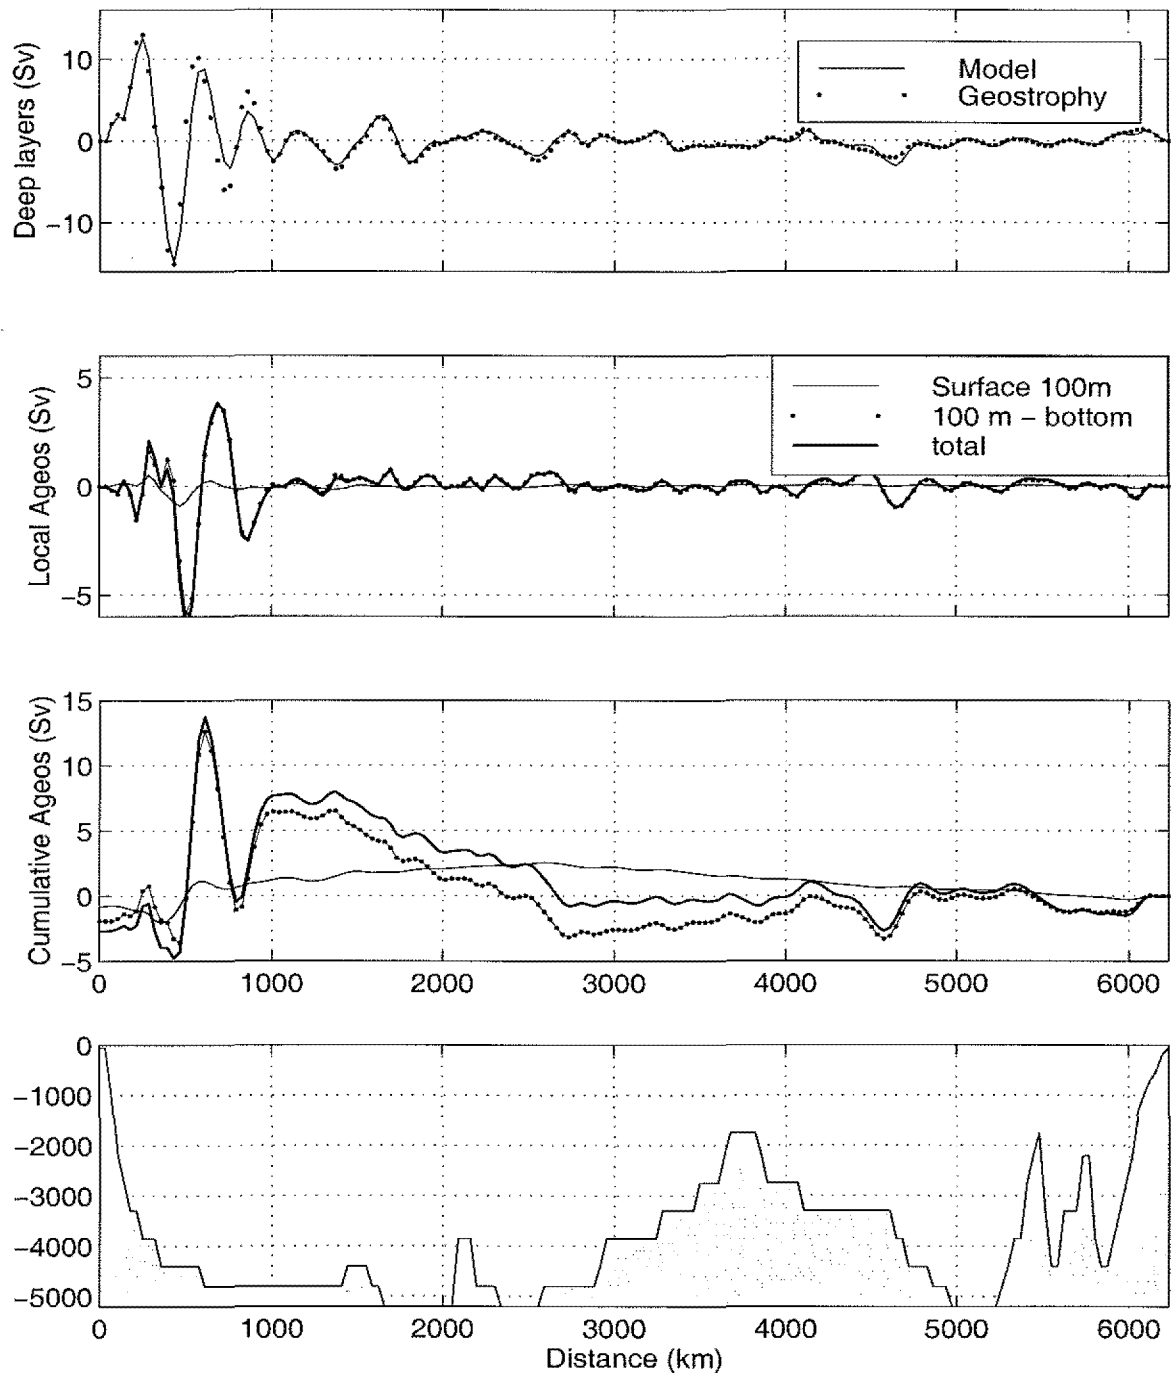 Deep layers (Sv)
10
0
−10
Model
Geostrophy
Local Ageos (Sv)
5
0
−5
Surface 100m
100 m − bottom
total
Cumulative Ageos (Sv)
15
10
5
0
−5
0 1000 2000 3000 4000 5000 6000
0
−1000
−2000
−3000
−4000
−5000
0 1000 2000 3000 4000 5000 6000
Distance (km)